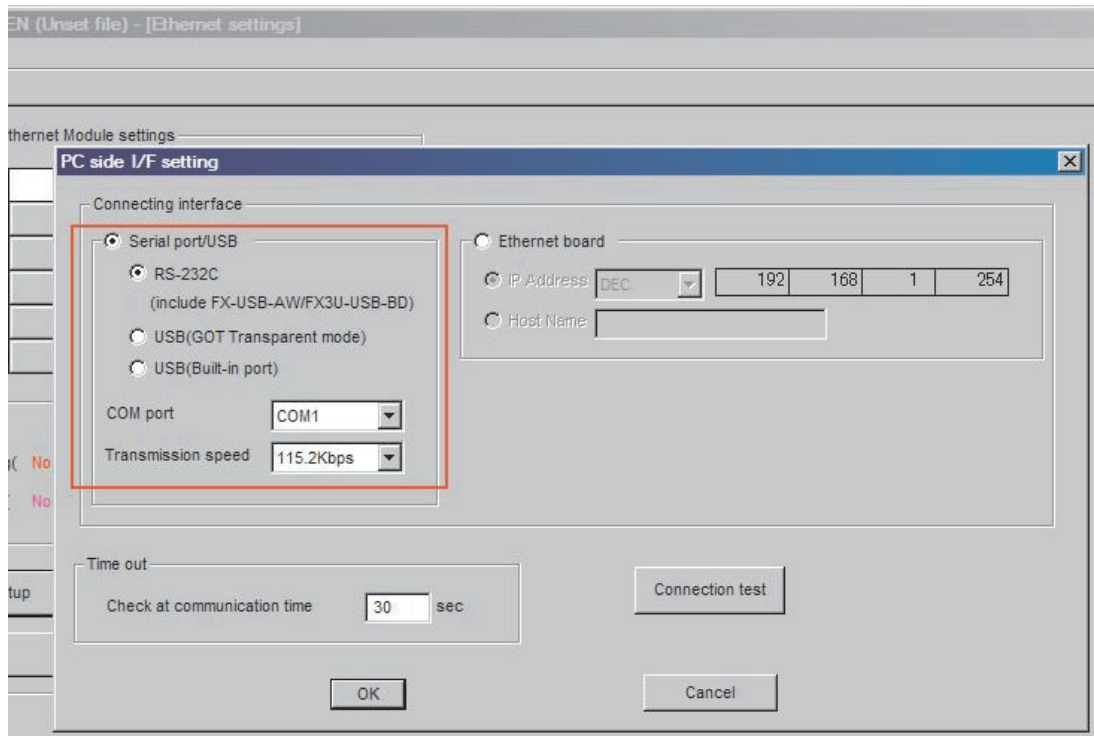 EN (Unset file) - [Ethernet settings]
thernet Module settings
PC side I/F setting
Connecting interface
Serial port/USB
RS-232C
(include FX-USB-AW/FX3U-USB-BD)
USB(GOT Transparent mode)
USB(Built-in port)
COM port COM1
Transmission speed 115.2Kbps
Ethernet board
IP Address DEC. 192 168 1 254
Host Name
No
No
Time out
Check at communication time 30 sec
Connection test
tup
OK
Cancel